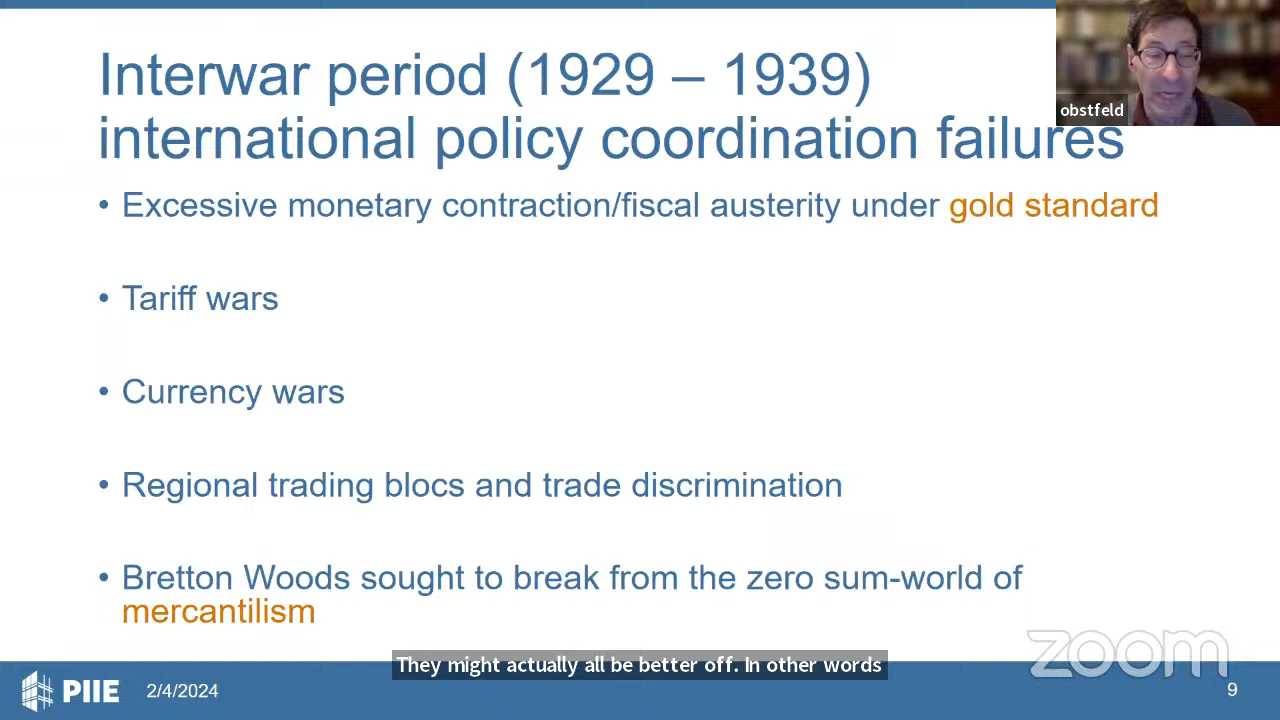 Interwar period (1929 – 1939)
international policy coordination failures
obstfeld
• Excessive monetary contraction/fiscal austerity under gold standard
• Tariff wars
• Currency wars
• Regional trading blocs and trade discrimination
• Bretton Woods sought to break from the zero sum-world of
mercantilism
zoom
They might actually all be better off. In other words
PIIE
2/4/2024
9